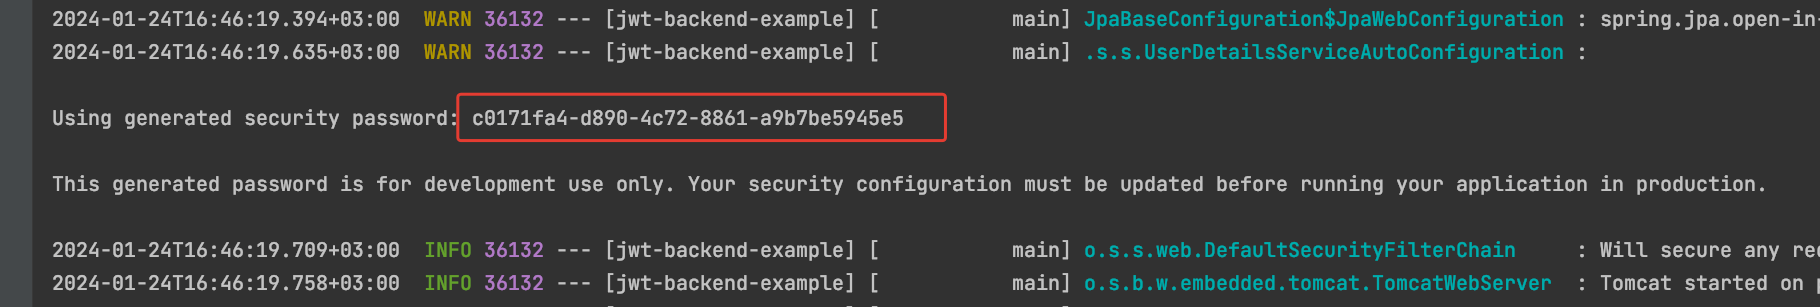 2024-01-24T16:46:19.394+03:00  WARN 36132 --- [jwt-backend-example] [           main] JpaBaseConfiguration$JpaWebConfiguration : spring.jpa.open-in-
2024-01-24T16:46:19.635+03:00  WARN 36132 --- [jwt-backend-example] [           main] .s.s.UserDetailsServiceAutoConfiguration :
Using generated security password: c0171fa4-d890-4c72-8861-a9b7be5945e5
This generated password is for development use only. Your security configuration must be updated before running your application in production.
2024-01-24T16:46:19.709+03:00  INFO 36132 --- [jwt-backend-example] [           main] o.s.s.web.DefaultSecurityFilterChain     : Will secure any
2024-01-24T16:46:19.758+03:00  INFO 36132 --- [jwt-backend-example] [           main] o.s.b.w.embedded.tomcat.TomcatWebServer  : Tomcat started on